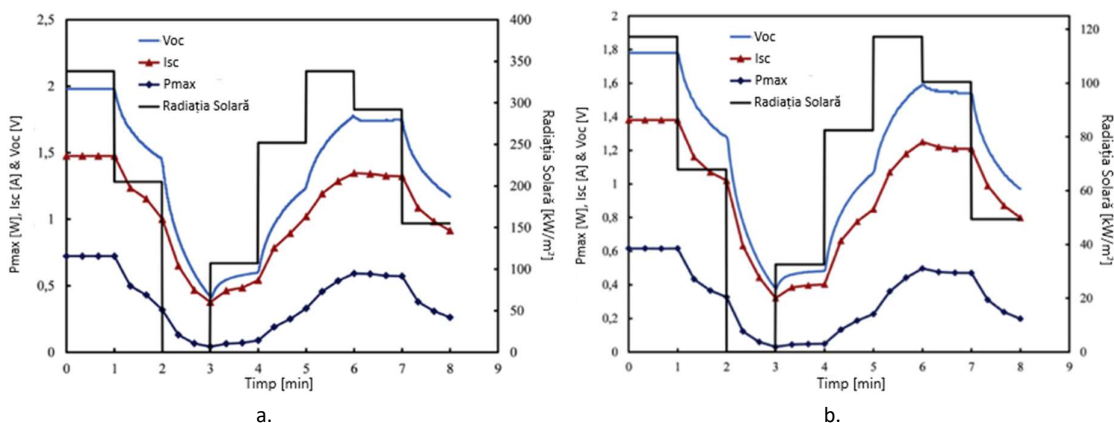 2,5
2
1,5
1
0,5
0
Pmax [W], Isc [A] & Voc [V]
Voc
Isc
Pmax
Radiația Solară
400
350
300
250
200
150
100
50
0
Radiația Solară [kW/m²]
0 1 2 3 4 5 6 7 8 9
Timp [min]
a.
2
1,8
1,6
1,4
1,2
1
0,8
0,6
0,4
0,2
0
Pmax [W], Isc [A] & Voc [V]
Voc
Isc
Pmax
Radiația Solară
120
100
80
60
40
20
0
Radiația Solară [kW/m²]
0 1 2 3 4 5 6 7 8 9
Timp [min]
b.